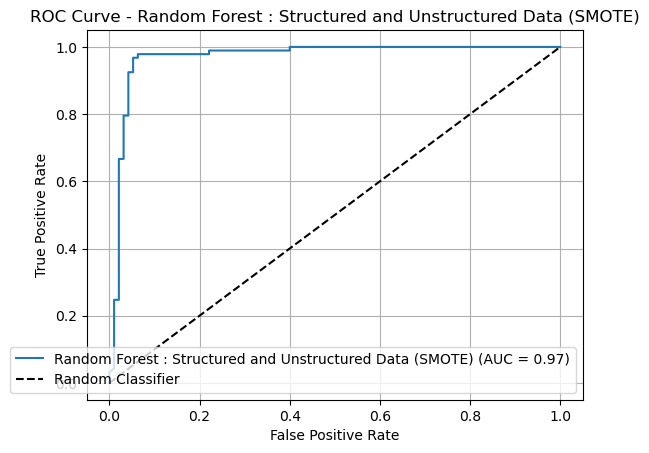 ROC Curve - Random Forest : Structured and Unstructured Data (SMOTE)
1.0
0.8
0.6
0.4
0.2
0.0
True Positive Rate
Random Forest : Structured and Unstructured Data (SMOTE) (AUC = 0.97)
Random Classifier
0.0 0.2 0.4 0.6 0.8 1.0
False Positive Rate